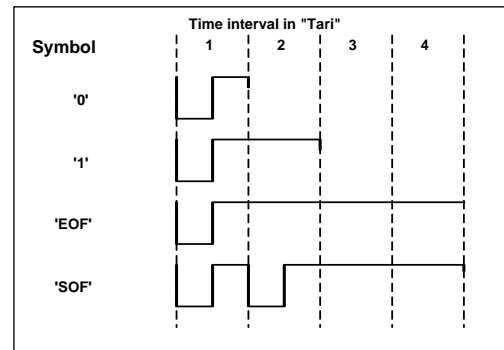 Time interval in "Tari"
Symbol 1 2 3 4
'0'
'1'
'EOF'
'SOF'